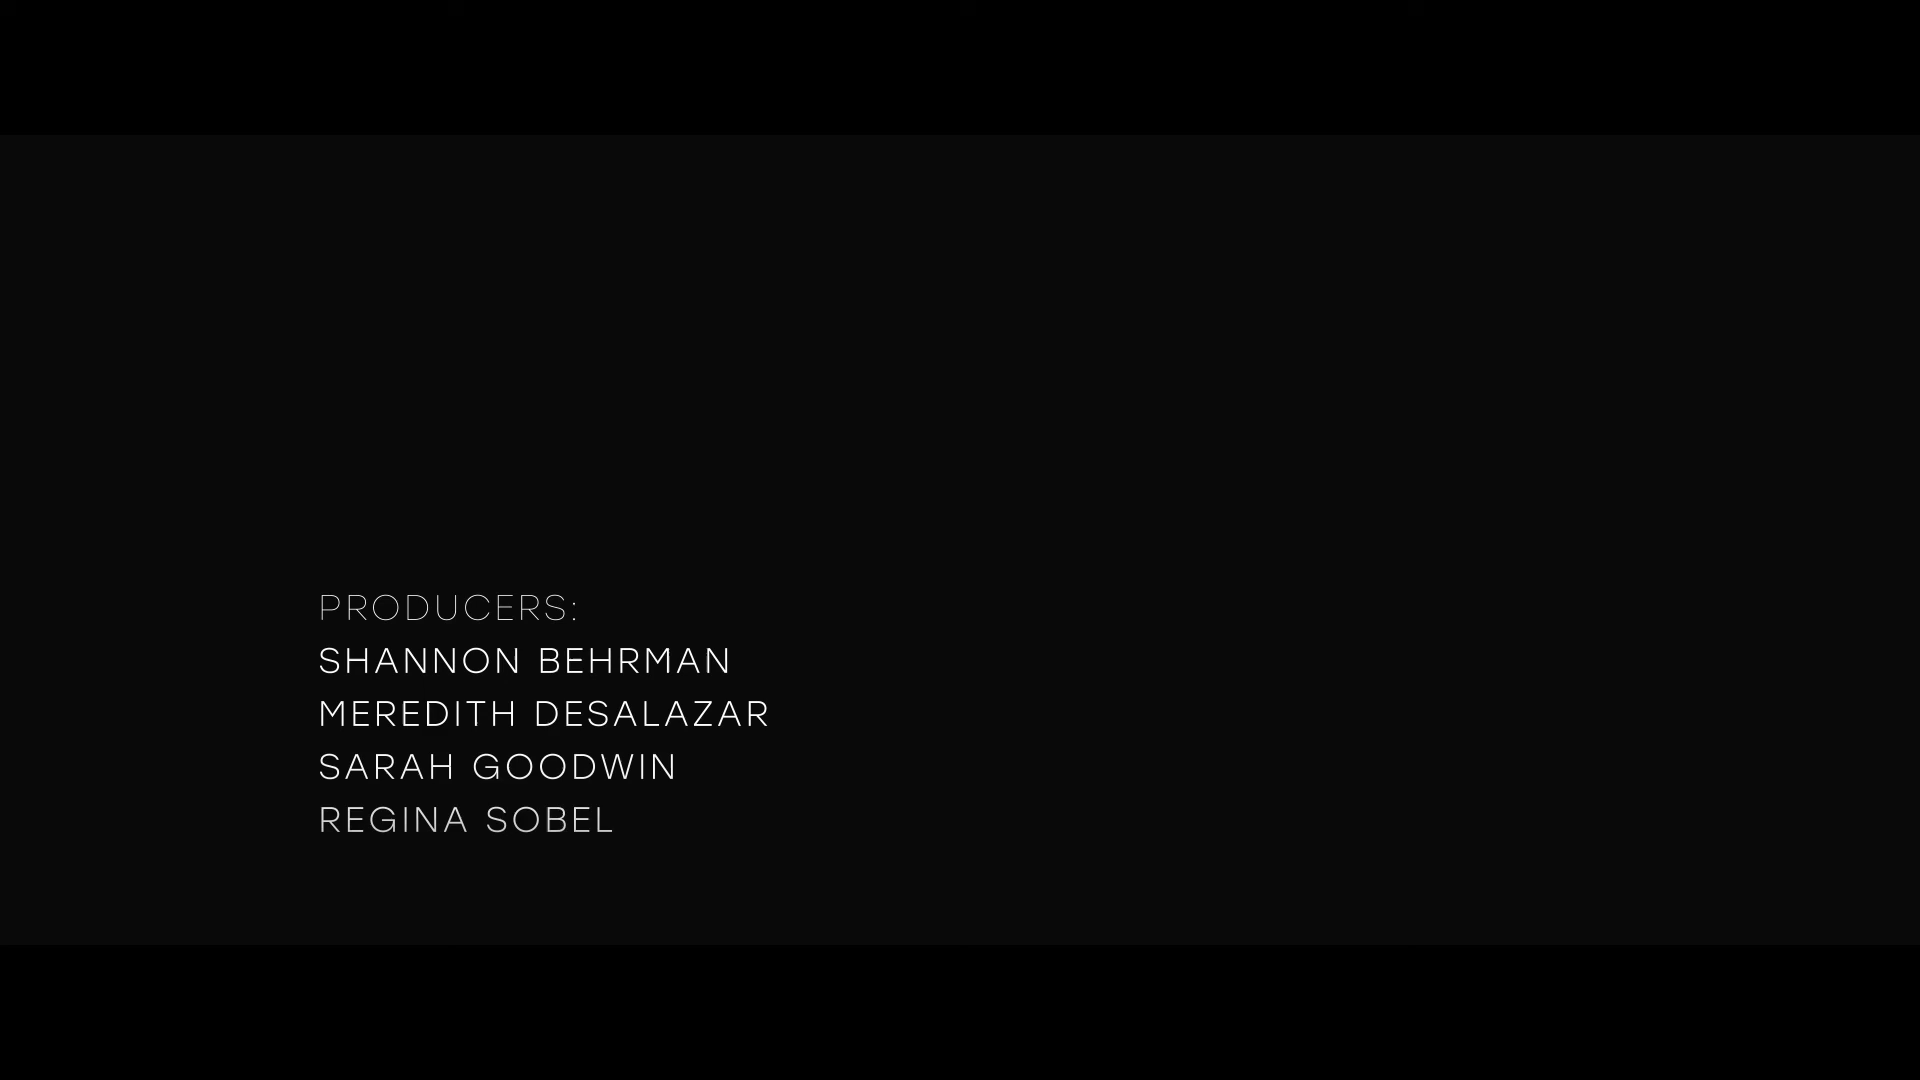 PRODUCERS:
SHANNON BEHRMAN
MEREDITH DESALAZAR
SARAH GOODWIN
REGINA SOBEL